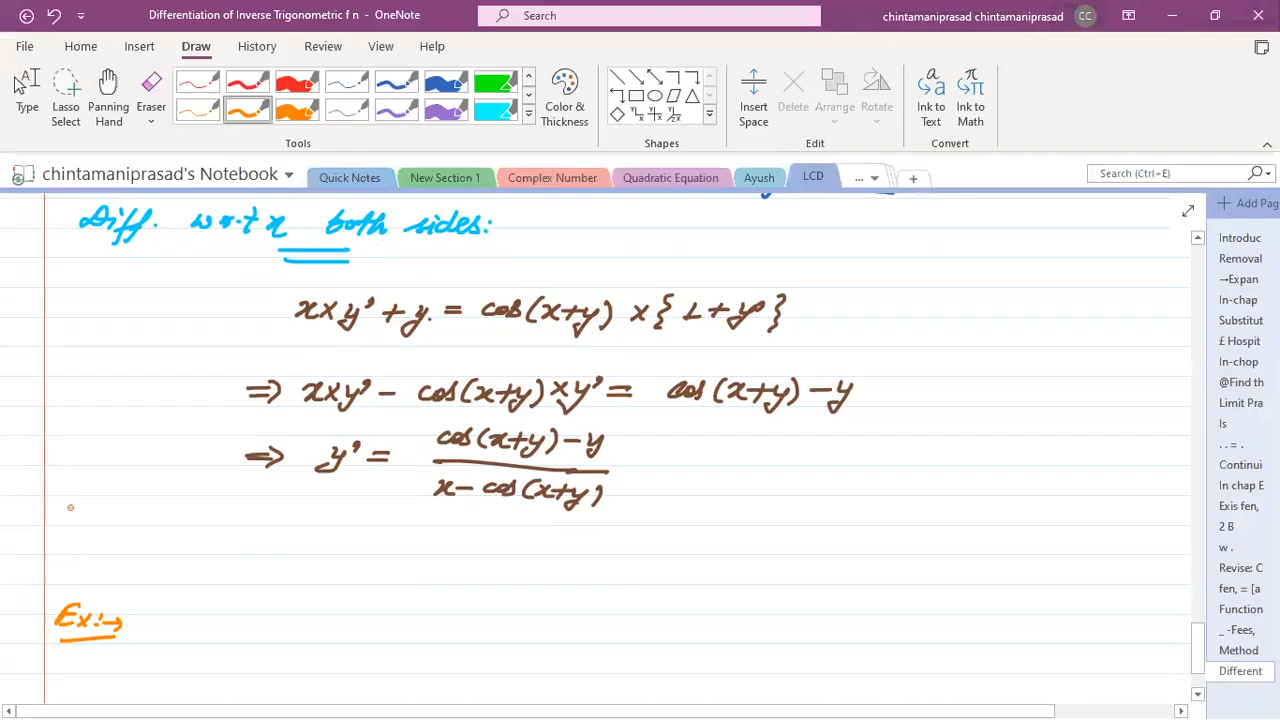 Differentiation of Inverse Trigonometric f n - OneNote
Search
chintamaniprasad chintamaniprasad
CC
File Home Insert Draw History Review View Help
Type
Lasso Select
Panning Hand
Eraser
Color & Thickness
Insert Space
Delete
Arrange
Rotate
Ink to Text
Ink to Math
Tools
Shapes
Edit
Convert
chintamaniprasad's Notebook
Quick Notes
New Section 1
Complex Number
Quadratic Equation
Ayush
LCD
...
+
Search (Ctrl+E)
Diff. w.r.t x both sides:
x×y' + y. = cos(x+y) × { 1 + y' }
=> x×y' - cos(x+y) × y' = cos(x+y) - y
=> y' = cos(x+y) - y
x - cos(x+y)
Ex:→
Add Pag
Introduc
Removal
→Expan
In-chap
Substitut
£ Hospit
In-chop
@Find th
Limit Pra
Is
. . = .
Continui
In chap E
Exis fen,
2 B
w .
Revise: C
fen, = [a
Function
_ -Fees,
Method
Different